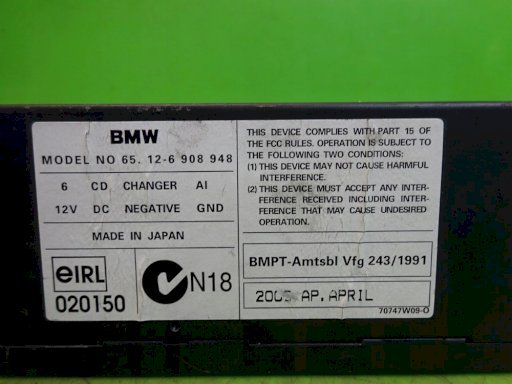 BMW
MODEL NO 65. 12-6 908 948
6 CD CHANGER AI
12V DC NEGATIVE GND
MADE IN JAPAN
eIRL
020150
N18
THIS DEVICE COMPLIES WITH PART 15 OF
THE FCC RULES. OPERATION IS SUBJECT TO
THE FOLLOWING TWO CONDITIONS:
(1) THIS DEVICE MAY NOT CAUSE HARMFUL
INTERFERENCE.
(2) THIS DEVICE MUST ACCEPT ANY INTER-
FERENCE RECEIVED INCLUDING INTER-
FERENCE THAT MAY CAUSE UNDESIRED
OPERATION.
BMPT-Amtsbl Vfg 243/1991
AP. APRIL
70747W09-O